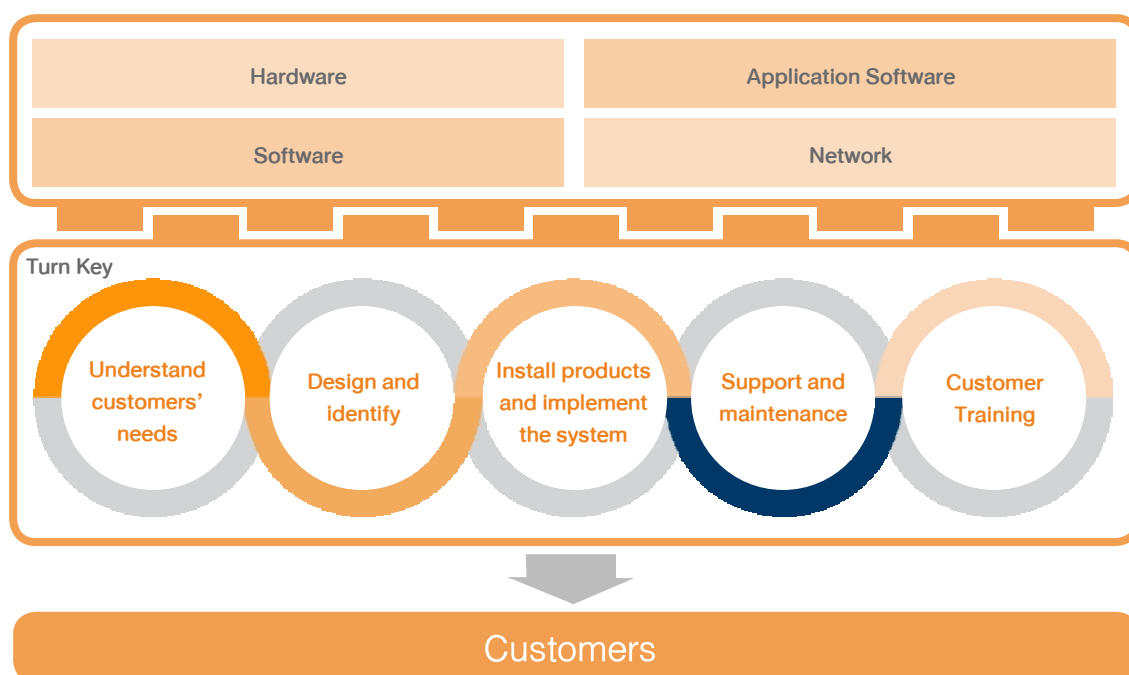 Hardware
Application Software
Software
Network
Turn Key
Understand
customers’
needs
Design and
identify
Install products
and implement
the system
Support and
maintenance
Customer
Training
Customers